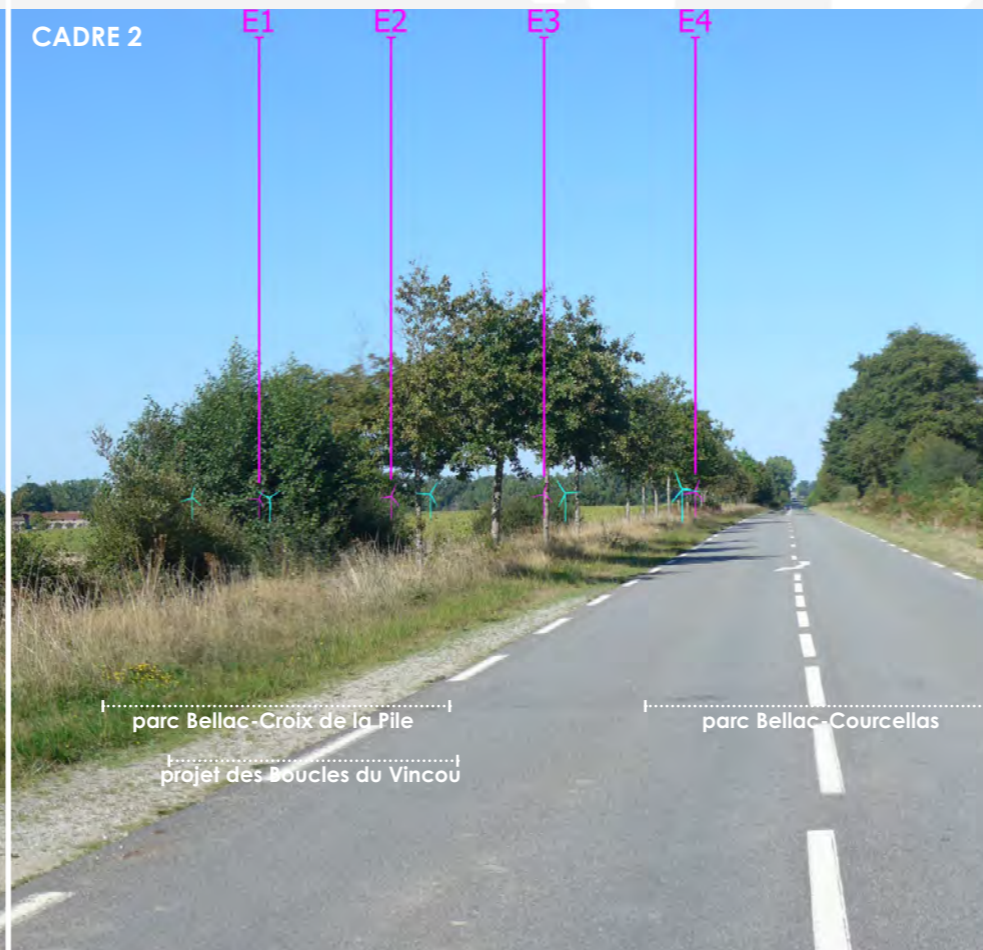 CADRE 2
E1 E2 E3 E4
parc Bellac-Croix de la Pile
parc Bellac-Courcellas
projet des Boucles du Vincou